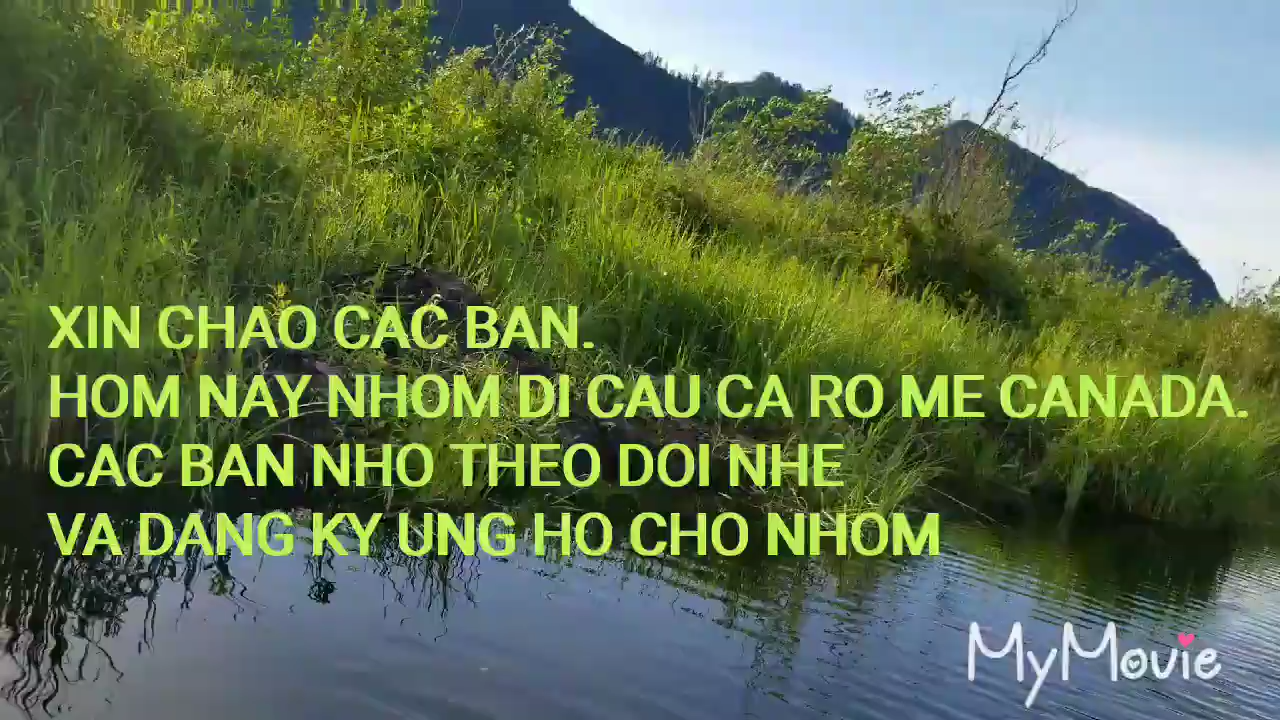 XIN CHAO CAC BAN.
HOM NAY NHOM DI CAU CA RO ME CANADA.
CAC BAN NHO THEO DOI NHE
VA DANG KY UNG HO CHO NHOM
MyMovie